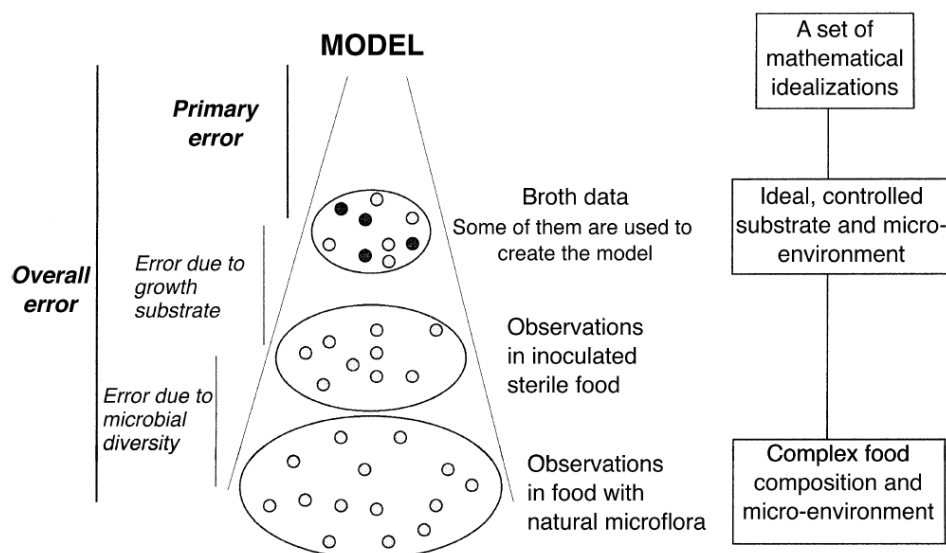 MODEL
A set of
mathematical
idealizations
Primary
error
Broth data
Some of them are used to
create the model
Ideal, controlled
substrate and micro-
environment
Overall
error
Error due to
growth
substrate
Observations
in inoculated
sterile food
Error due to
microbial
diversity
Observations
in food with
natural microflora
Complex food
composition and
micro-environment